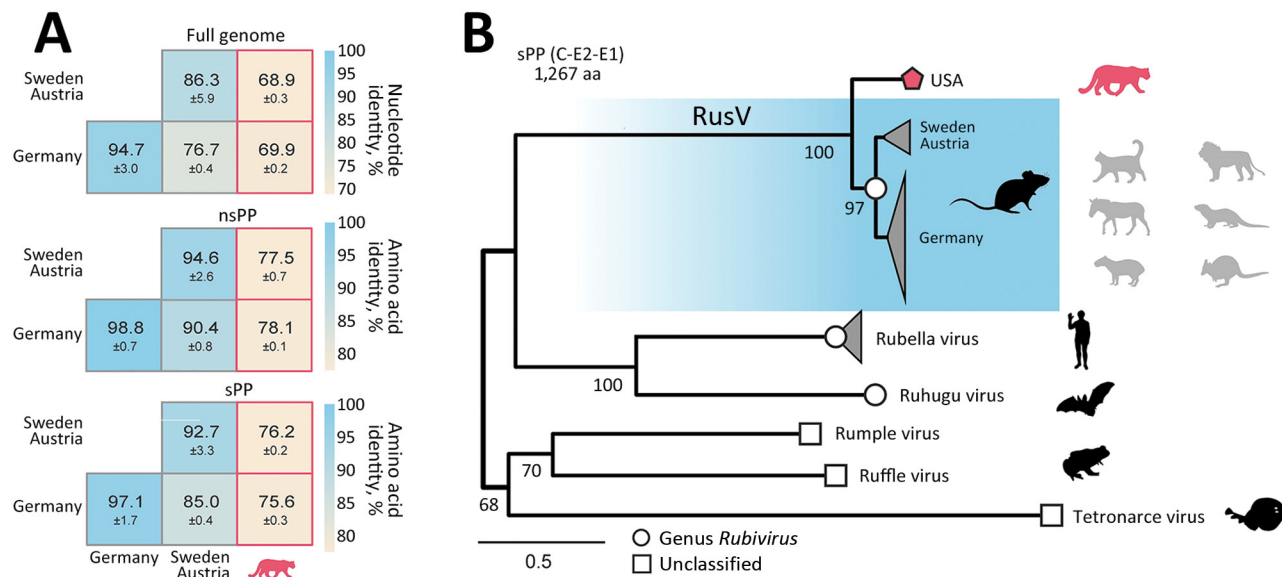 A
Full genome
Sweden
Austria
86.3
±5.9
68.9
±0.3
Germany
94.7
±3.0
76.7
±0.4
69.9
±0.2
100
95
90
85
80
75
70
Nucleotide
identity, %
nsPP
Sweden
Austria
94.6
±2.6
77.5
±0.7
Germany
98.8
±0.7
90.4
±0.8
78.1
±0.1
100
95
90
85
80
Amino acid
identity, %
sPP
Sweden
Austria
92.7
±3.3
76.2
±0.2
Germany
97.1
±1.7
85.0
±0.4
75.6
±0.3
100
95
90
85
80
Amino acid
identity, %
Germany
Sweden
Austria
B
sPP (C-E2-E1)
1,267 aa
USA
RusV
Sweden
Austria
100
97
Germany
Rubella virus
100
Ruhugu virus
Rumple virus
70
Ruffle virus
68
Tetronarce virus
0.5
Genus Rubivirus
Unclassified